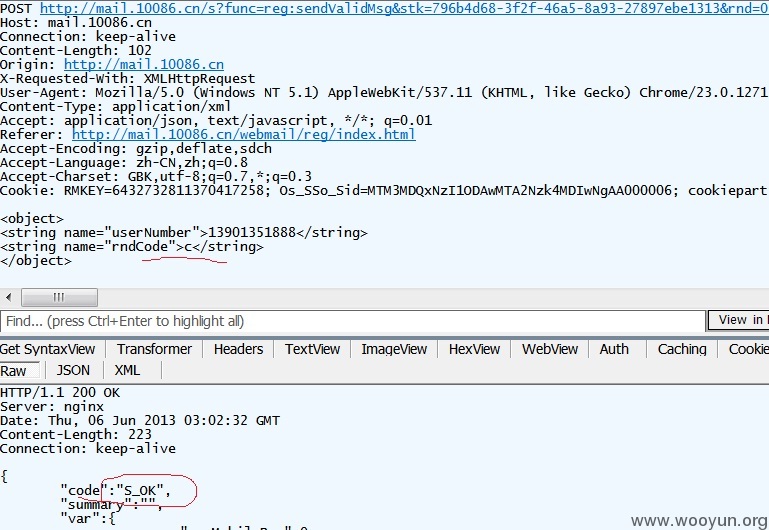 POST http://mail.10086.cn/s?func=reg:sendValidMsg&stk=796b4d68-3f2f-46a5-8a93-27897ebe1313&rnd=0
Host: mail.10086.cn
Connection: keep-alive
Content-Length: 102
Origin: http://mail.10086.cn
X-Requested-With: XMLHttpRequest
User-Agent: Mozilla/5.0 (Windows NT 5.1) AppleWebKit/537.11 (KHTML, like Gecko) Chrome/23.0.1271
Content-Type: application/xml
Accept: application/json, text/javascript, */*; q=0.01
Referer: http://mail.10086.cn/webmail/reg/index.html
Accept-Encoding: gzip,deflate,sdch
Accept-Language: zh-CN,zh;q=0.8
Accept-Charset: GBK,utf-8;q=0.7,*;q=0.3
Cookie: RMKEY=6432732811370417258; Os_SSo_Sid=MTM3MDQxNzI1ODAwMTA2Nzk4MDIwNgAA000006; cookiepart
<object>
<string name="userNumber">13901351888</string>
<string name="rndCode">c</string>
</object>
Find... (press Ctrl+Enter to highlight all)
View in
Get SyntaxView Transformer Headers TextView ImageView HexView WebView Auth Caching Cookie
Raw JSON XML
HTTP/1.1 200 OK
Server: nginx
Date: Thu, 06 Jun 2013 03:02:32 GMT
Content-Length: 223
Connection: keep-alive
{
"code":"S_OK",
"summary":"",
"var":{
www.wooyun.org